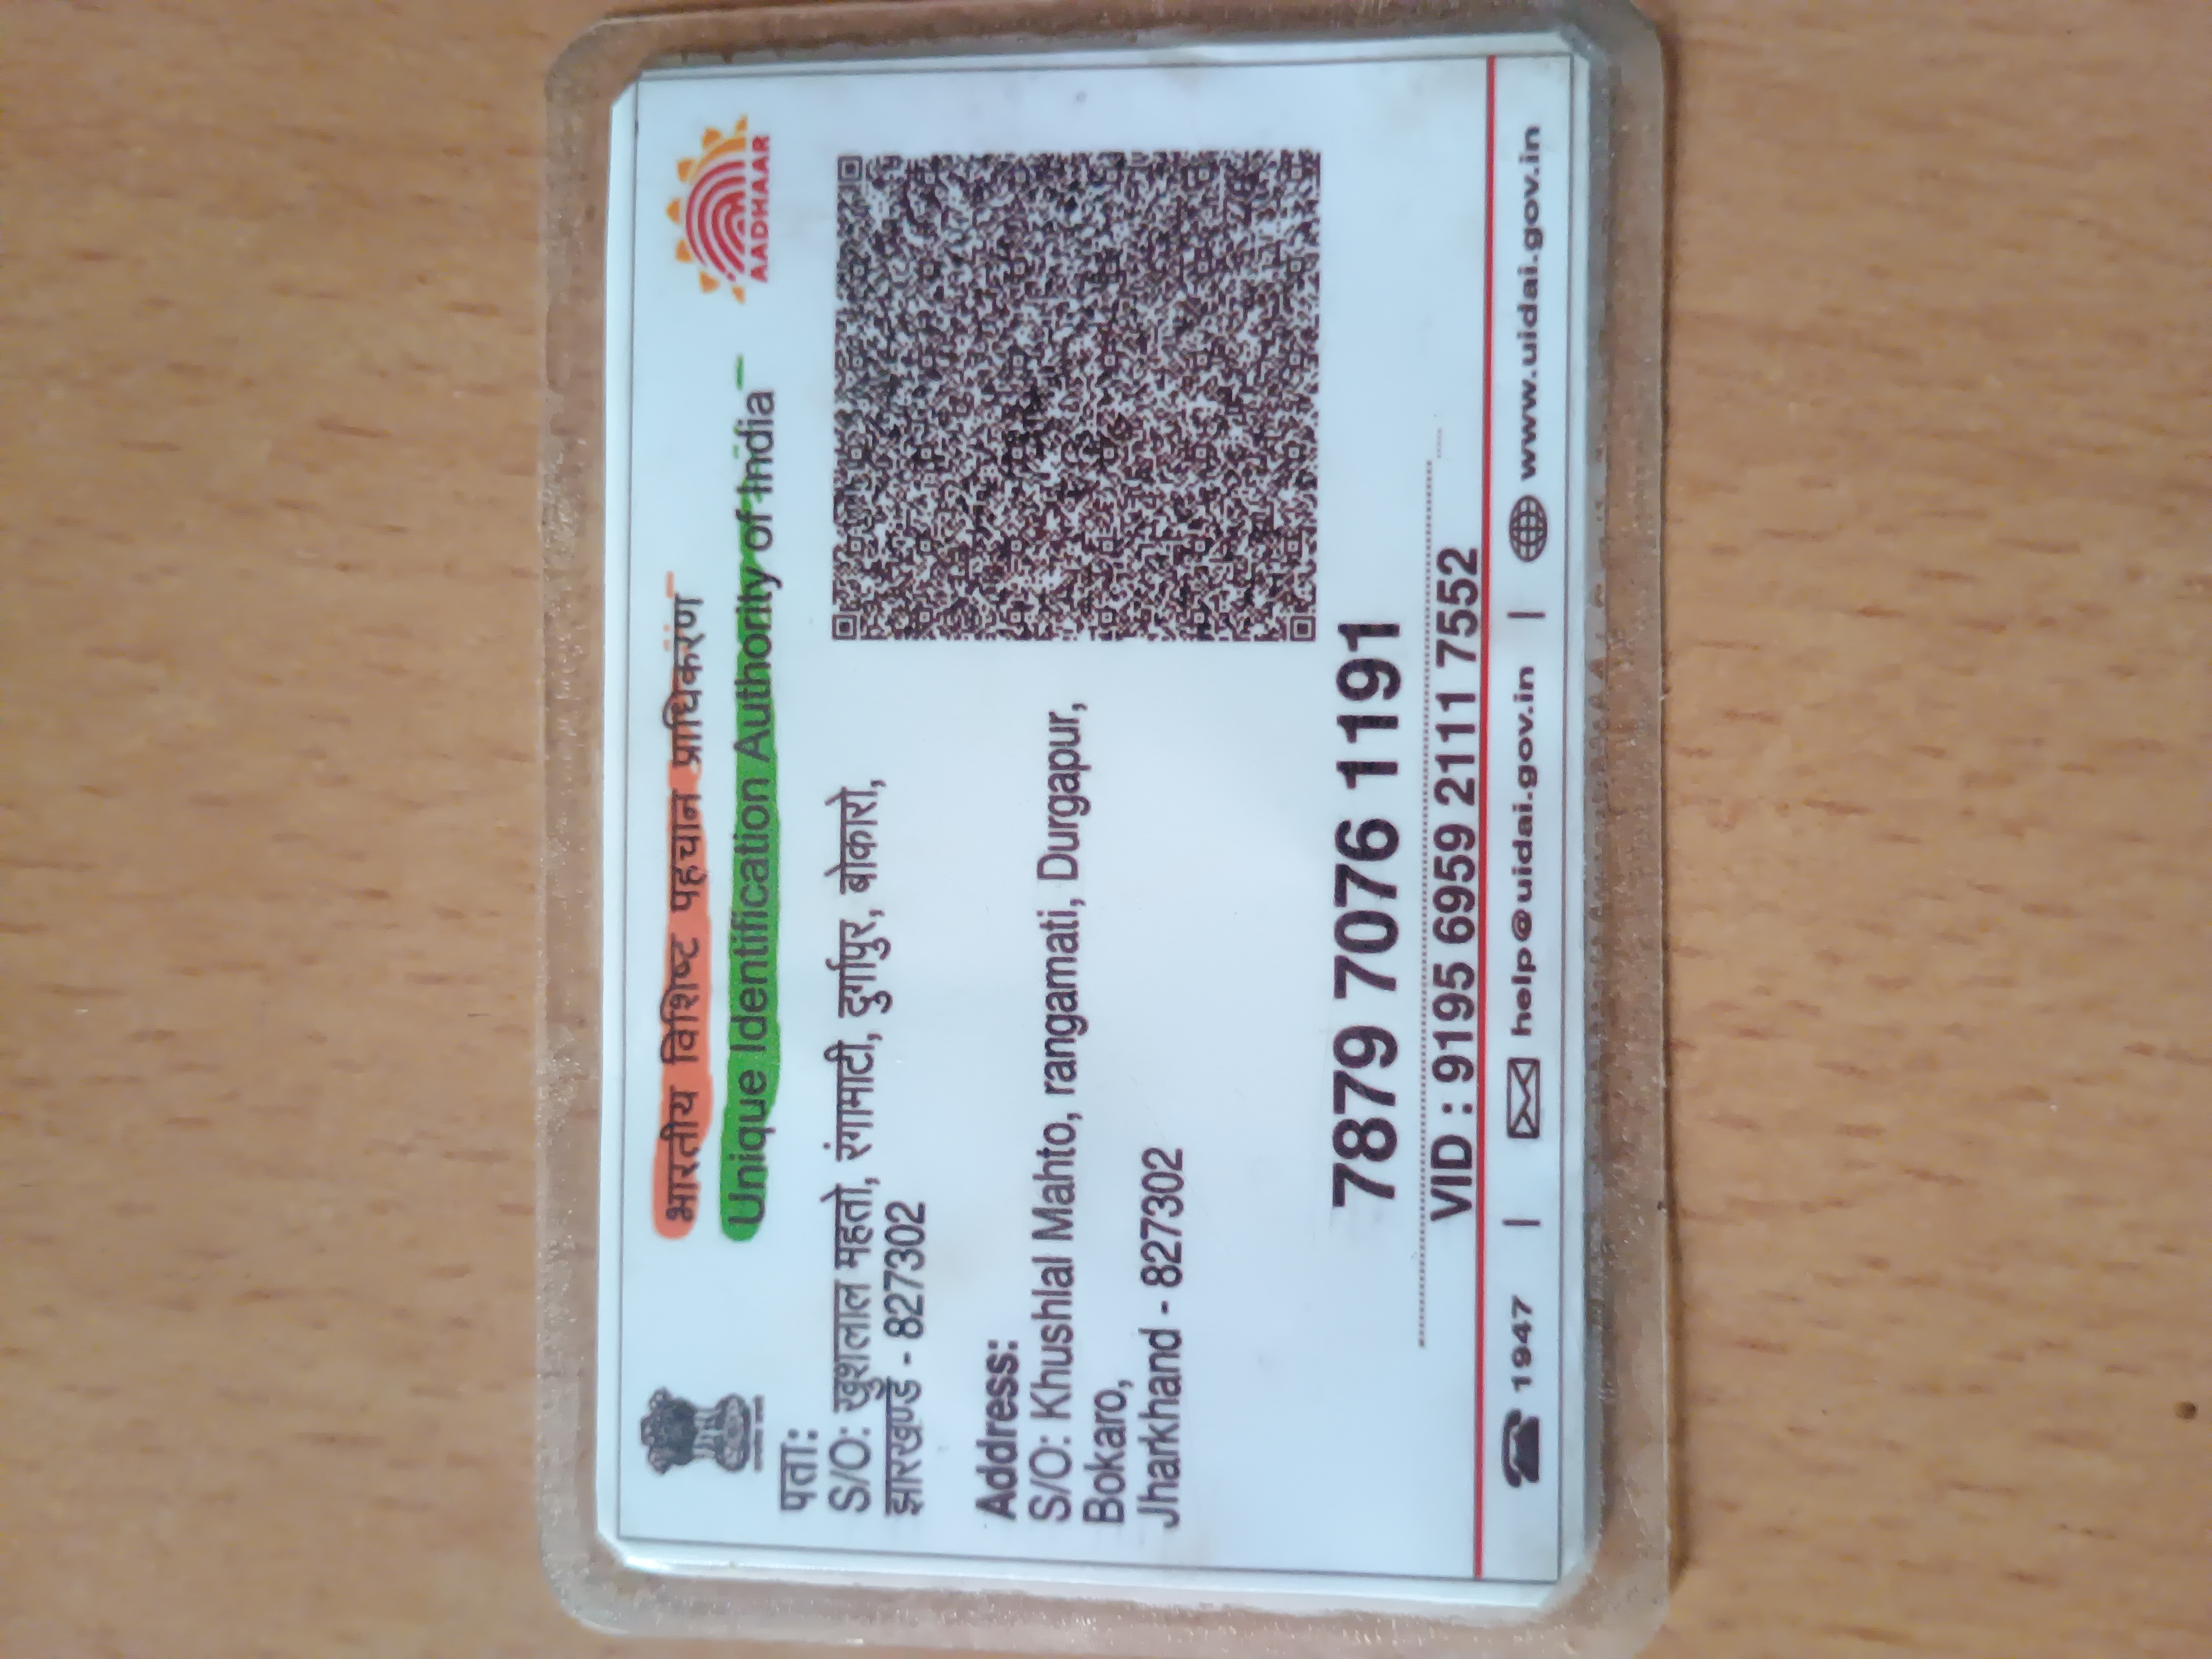 भारतीय विशिष्ट पहचान प्राधिकरण
Unique Identification Authority of India
AADHAAR
पता:
S/O: खुशलाल महतो, रंगामाटी, दुर्गापुर, बोकारो,
झारखण्ड - 827302
Address:
S/O: Khushlal Mahto, rangamati, Durgapur,
Bokaro,
Jharkhand - 827302
7879 7076 1191
VID : 9195 6959 2111 7552
1947 | help@uidai.gov.in | www.uidai.gov.in